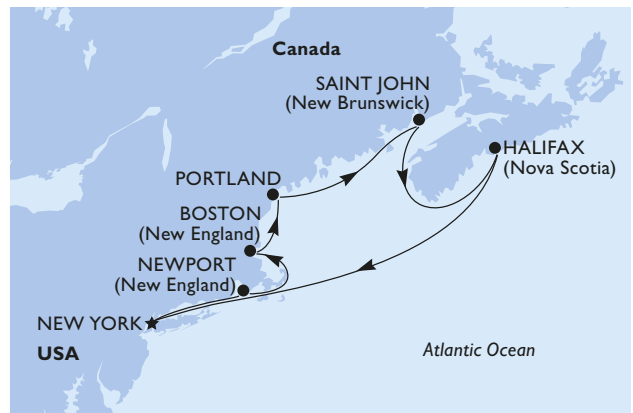 Canada
SAINT JOHN
(New Brunswick)
HALIFAX
(Nova Scotia)
PORTLAND
BOSTON
(New England)
NEWPORT
(New England)
NEW YORK
USA
Atlantic Ocean